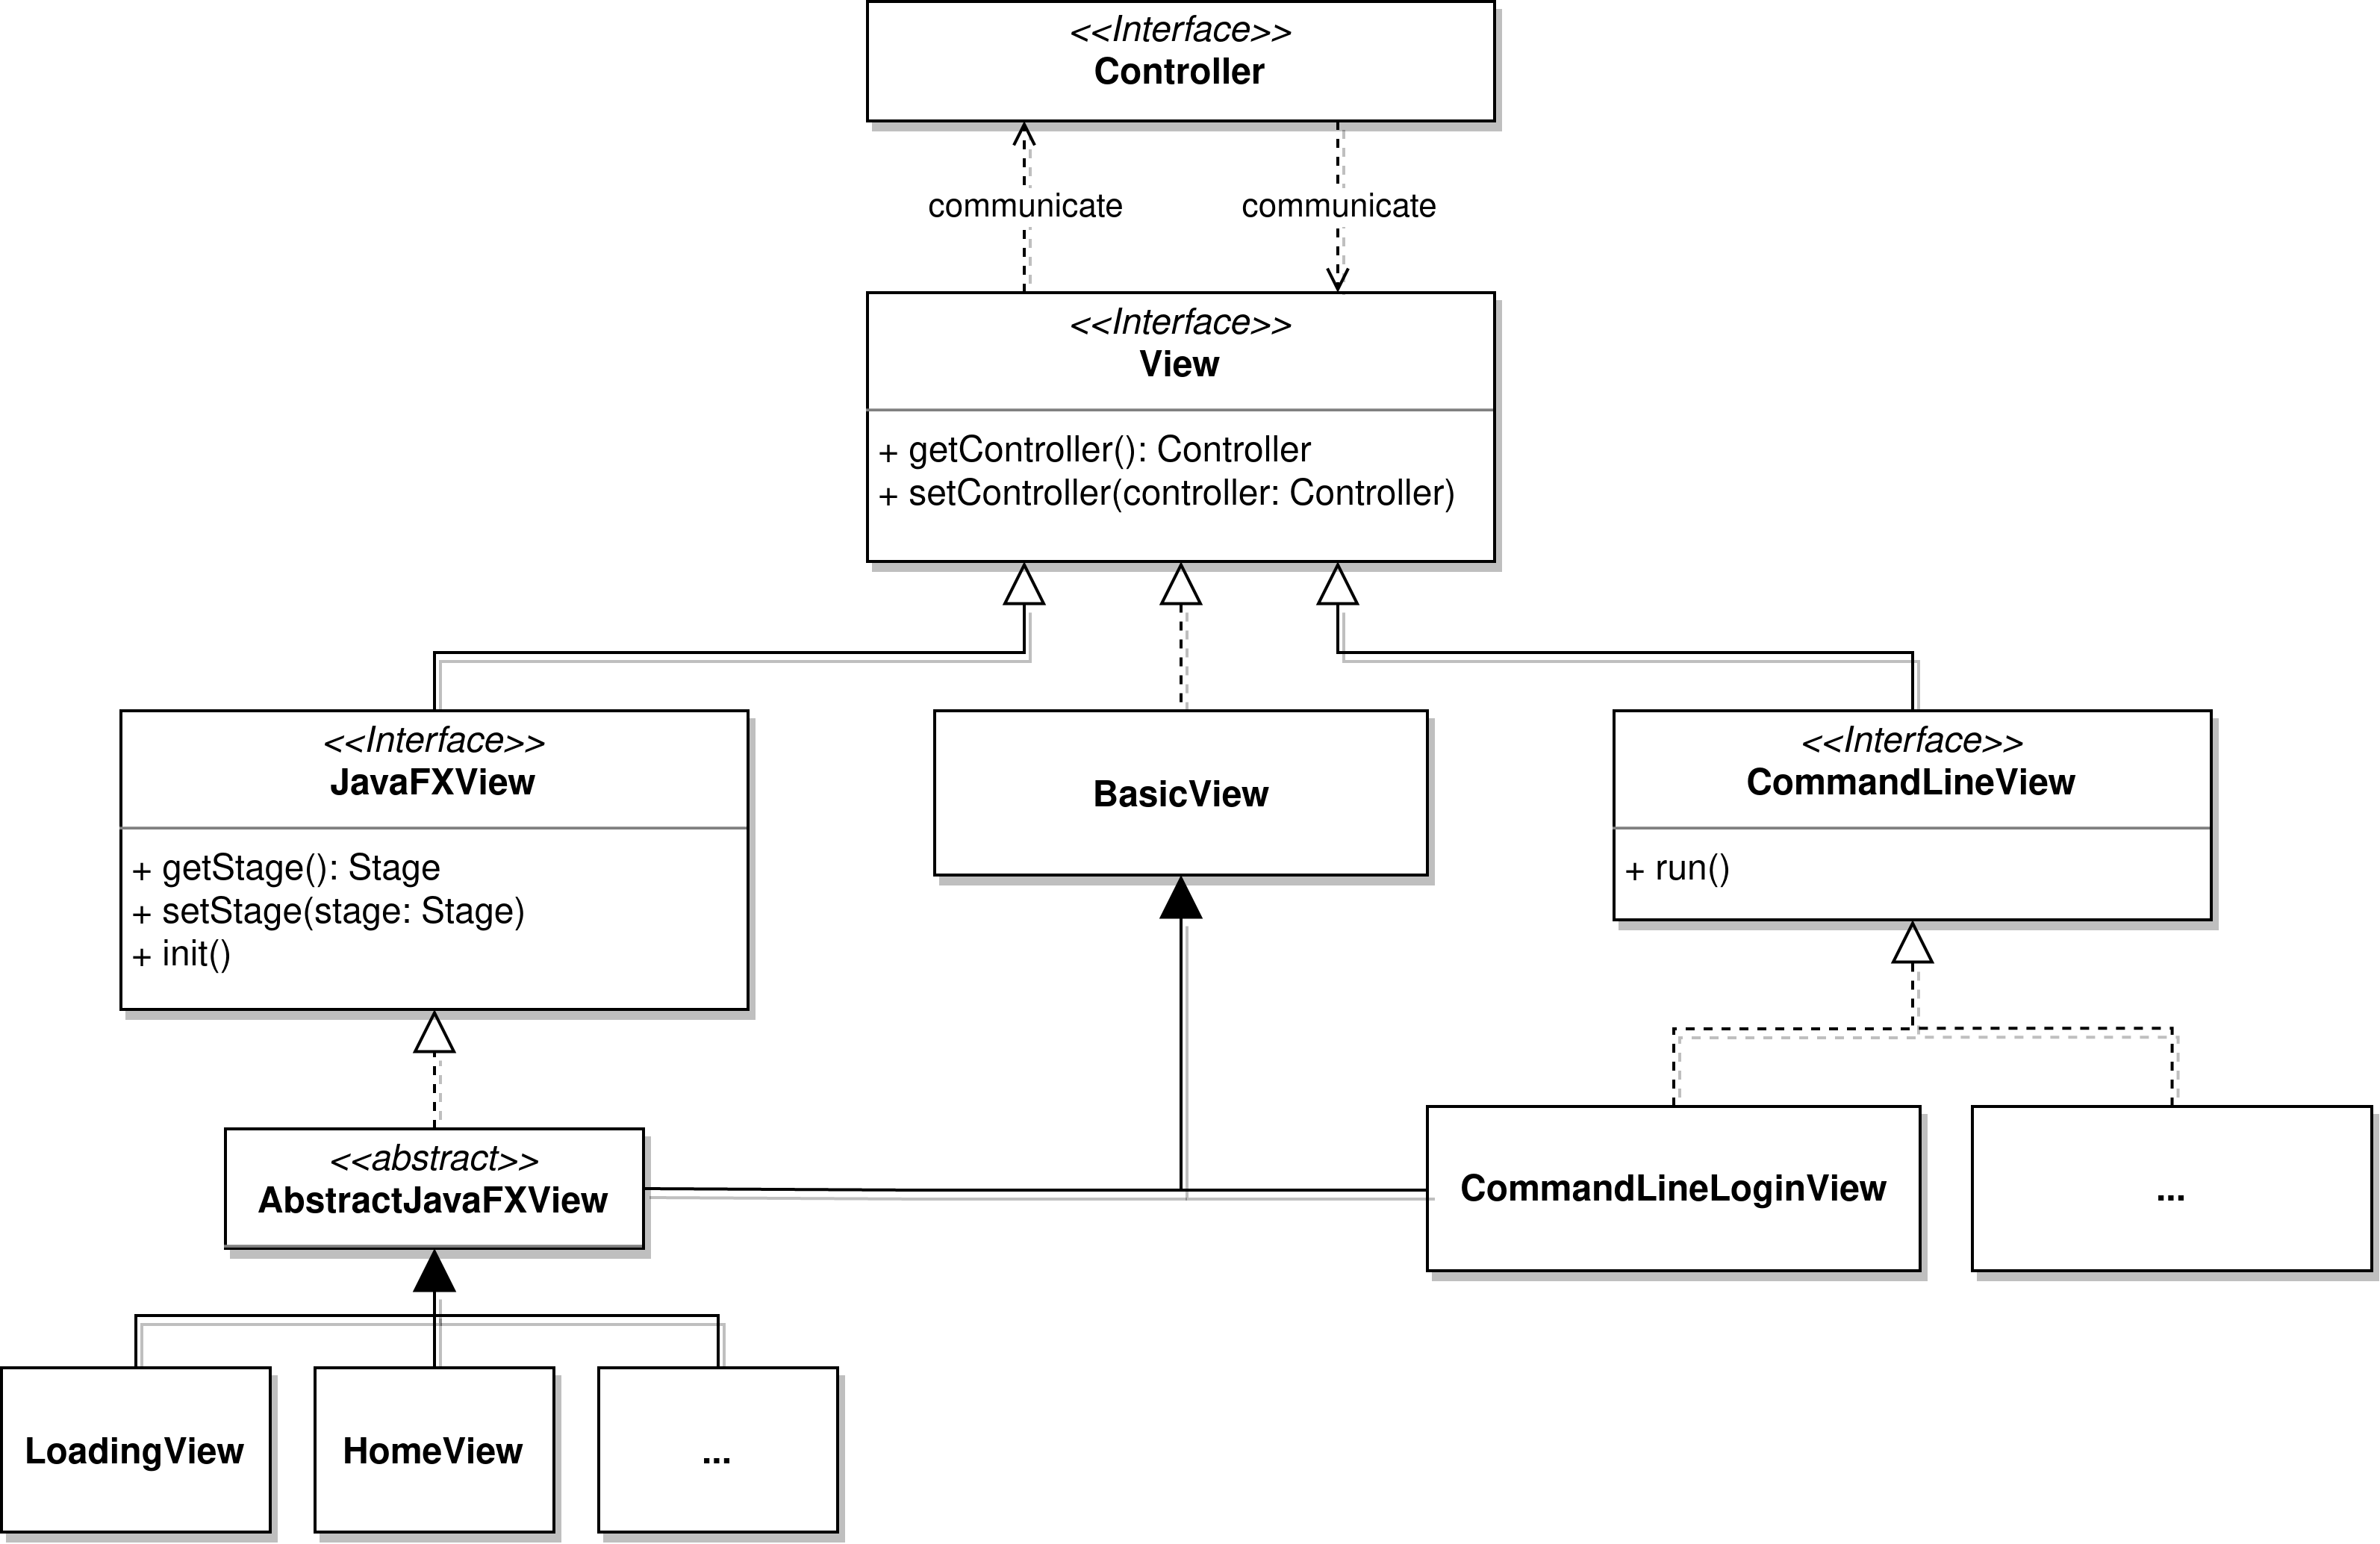 <<Interface>>
Controller
communicate
communicate
<<Interface>>
View
+ getController(): Controller
+ setController(controller: Controller)
<<Interface>>
JavaFXView
+ getStage(): Stage
+ setStage(stage: Stage)
+ init()
BasicView
<<Interface>>
CommandLineView
+ run()
<<abstract>>
AbstractJavaFXView
CommandLineLoginView
...
LoadingView
HomeView
...